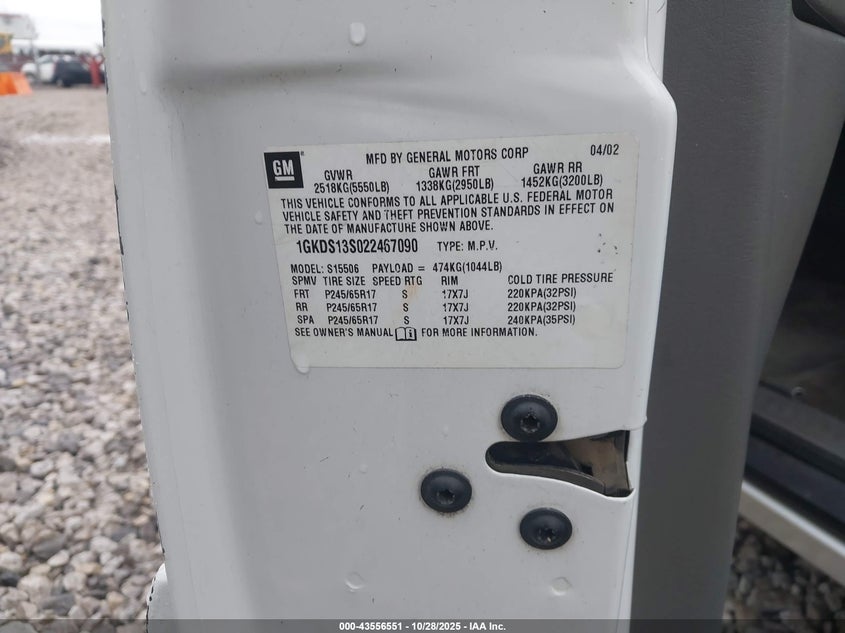 GM
MFD BY GENERAL MOTORS CORP 04/02
GVWR GAWR FRT GAWR RR
2518KG(5550LB) 1338KG(2950LB) 1452KG(3200LB)
THIS VEHICLE CONFORMS TO ALL APPLICABLE U.S. FEDERAL MOTOR
VEHICLE SAFETY AND THEFT PREVENTION STANDARDS IN EFFECT ON
THE DATE OF MANUFACTURE SHOWN ABOVE.
1GKDS13S022467090 TYPE: M.P.V.
MODEL: S15506 PAYLOAD = 474KG(1044LB)
SPMV TIRE SIZE SPEED RTG RIM COLD TIRE PRESSURE
FRT P245/65R17 S 17X7J 220KPA(32PSI)
RR P245/65R17 S 17X7J 220KPA(32PSI)
SPA P245/65R17 S 17X7J 240KPA(35PSI)
SEE OWNER'S MANUAL FOR MORE INFORMATION.
000-43556551 | 10/28/2025 | IAA Inc.